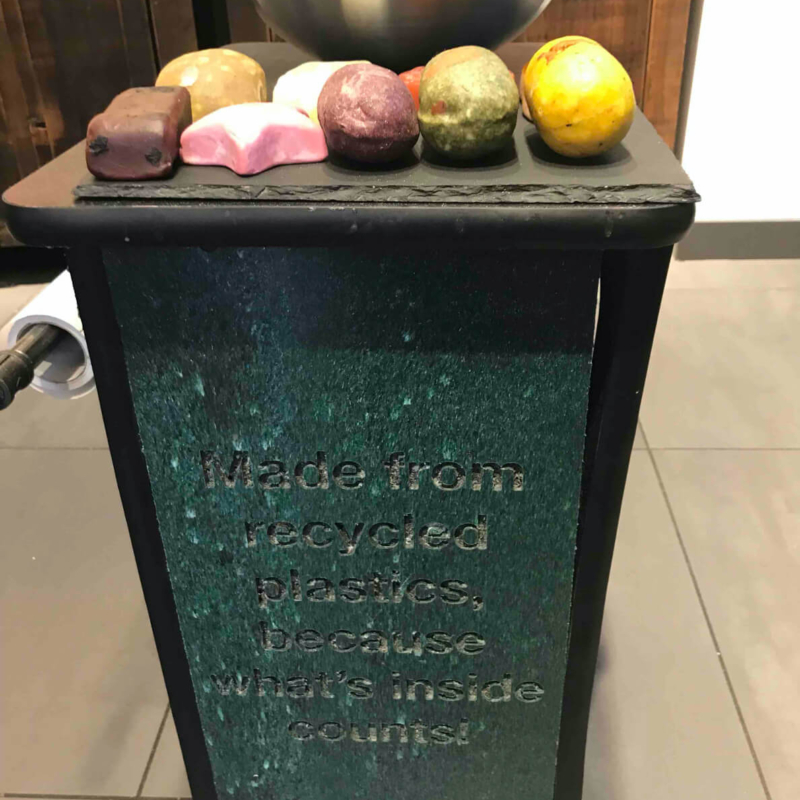 Made from
recycled
plastics,
because
what's inside
counts!